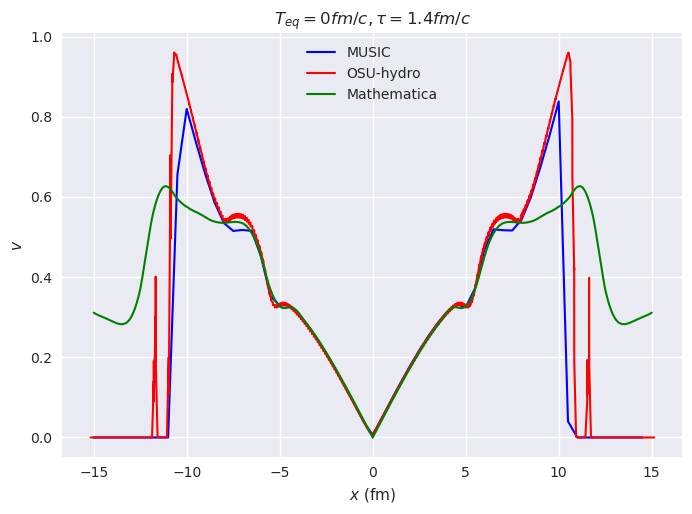 T_eq = 0fm/c, τ = 1.4fm/c
MUSIC
OSU-hydro
Mathematica
1.0
0.8
0.6
0.4
0.2
0.0
v
−15
−10
−5
0
5
10
15
x (fm)